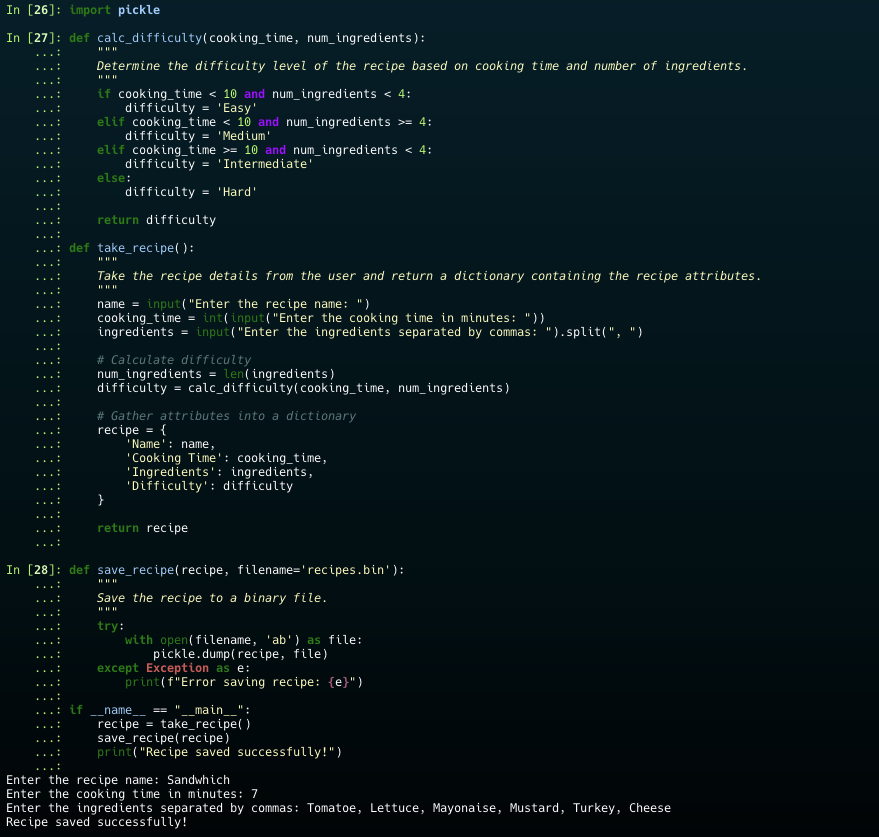 In [26]: import pickle
In [27]: def calc_difficulty(cooking_time, num_ingredients):
    ...:     """
    ...:     Determine the difficulty level of the recipe based on cooking time and number of ingredients.
    ...:     """
    ...:     if cooking_time < 10 and num_ingredients < 4:
    ...:         difficulty = 'Easy'
    ...:     elif cooking_time < 10 and num_ingredients >= 4:
    ...:         difficulty = 'Medium'
    ...:     elif cooking_time >= 10 and num_ingredients < 4:
    ...:         difficulty = 'Intermediate'
    ...:     else:
    ...:         difficulty = 'Hard'
    ...:
    ...:     return difficulty
    ...:
    ...: def take_recipe():
    ...:     """
    ...:     Take the recipe details from the user and return a dictionary containing the recipe attributes.
    ...:     """
    ...:     name = input("Enter the recipe name: ")
    ...:     cooking_time = int(input("Enter the cooking time in minutes: "))
    ...:     ingredients = input("Enter the ingredients separated by commas: ").split(", ")
    ...:
    ...:     # Calculate difficulty
    ...:     num_ingredients = len(ingredients)
    ...:     difficulty = calc_difficulty(cooking_time, num_ingredients)
    ...:
    ...:     # Gather attributes into a dictionary
    ...:     recipe = {
    ...:         'Name': name,
    ...:         'Cooking Time': cooking_time,
    ...:         'Ingredients': ingredients,
    ...:         'Difficulty': difficulty
    ...:     }
    ...:
    ...:     return recipe
    ...:
In [28]: def save_recipe(recipe, filename='recipes.bin'):
    ...:     """
    ...:     Save the recipe to a binary file.
    ...:     """
    ...:     try:
    ...:         with open(filename, 'ab') as file:
    ...:             pickle.dump(recipe, file)
    ...:     except Exception as e:
    ...:         print(f"Error saving recipe: {e}")
    ...:
    ...: if __name__ == "__main__":
    ...:     recipe = take_recipe()
    ...:     save_recipe(recipe)
    ...:     print("Recipe saved successfully!")
    ...:
Enter the recipe name: Sandwhich
Enter the cooking time in minutes: 7
Enter the ingredients separated by commas: Tomatoe, Lettuce, Mayonaise, Mustard, Turkey, Cheese
Recipe saved successfully!